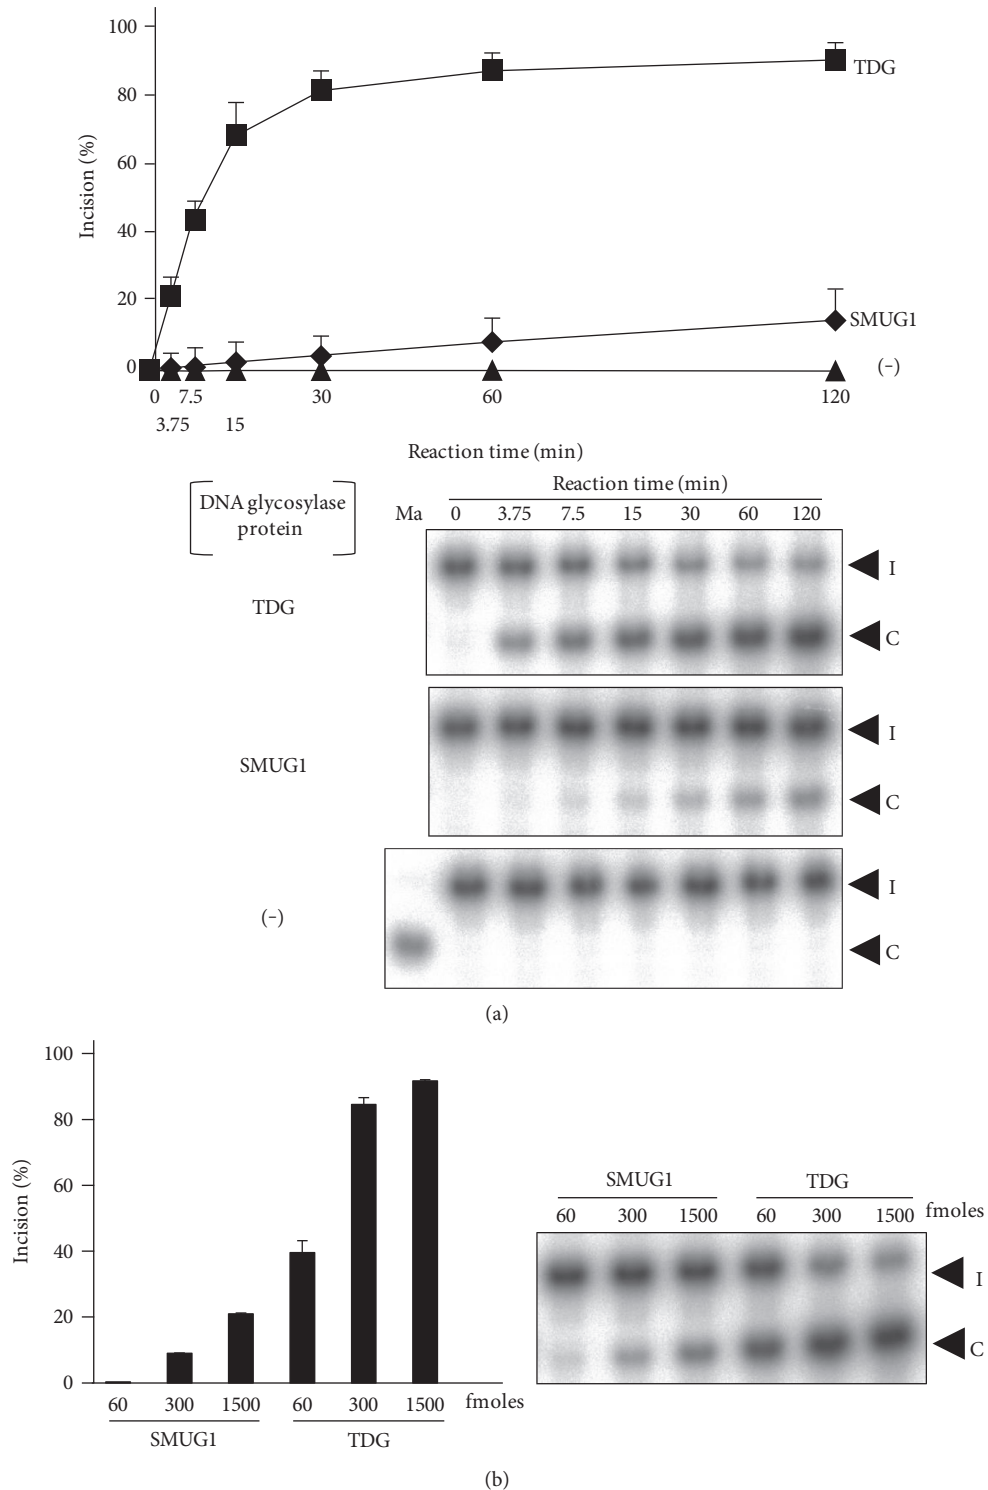 100
80
60
40
20
0
Incision (%)
TDG
SMUG1
(-)
0 7.5 30 60 120
3.75 15
Reaction time (min)
DNA glycosylase
protein
Reaction time (min)
Ma 0 3.75 7.5 15 30 60 120
TDG
I
C
SMUG1
I
C
(-)
I
C
(a)
100
80
60
40
20
0
Incision (%)
60 300 1500 60 300 1500 fmoles
SMUG1 TDG
SMUG1 TDG
60 300 1500 60 300 1500 fmoles
I
C
(b)